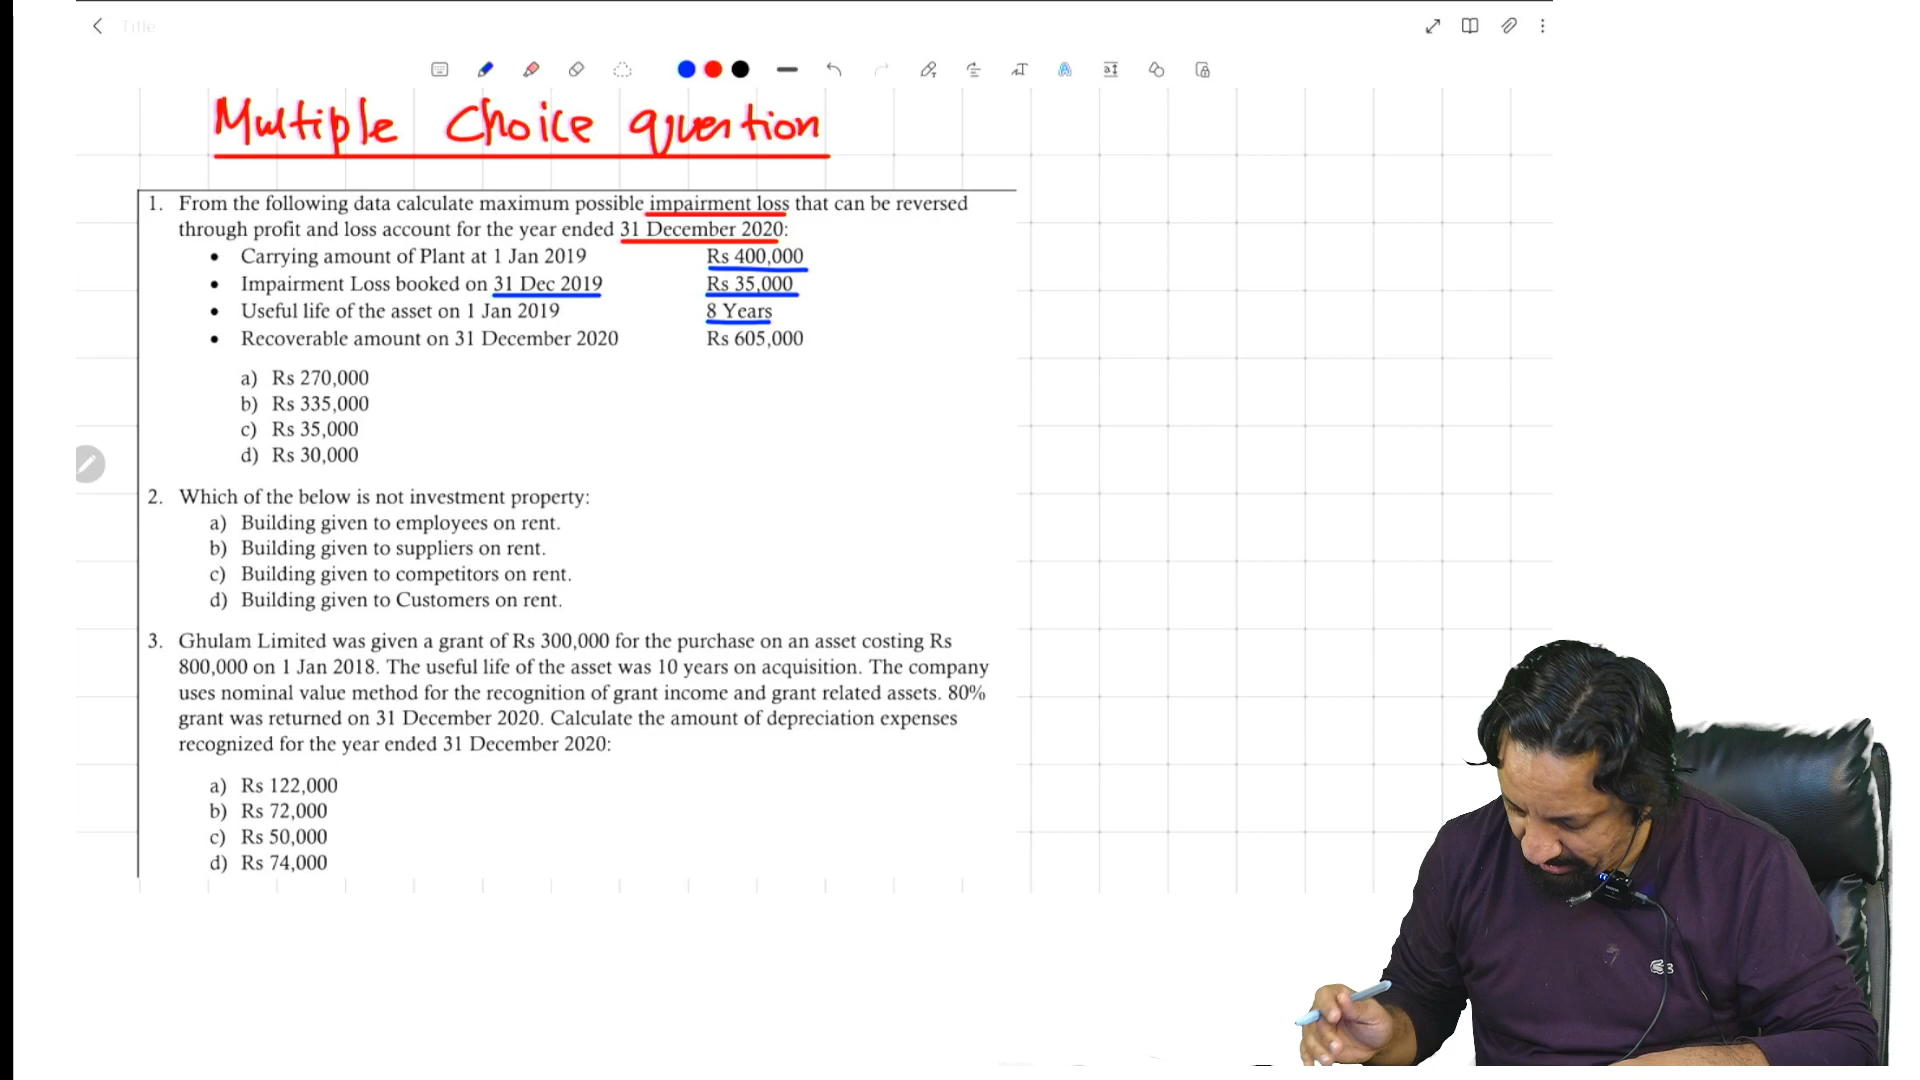 Title
Multiple Choice qquention
1. From the following data calculate maximum possible impairment loss that can be reversed
through profit and loss account for the year ended 31 December 2020:
• Carrying amount of Plant at 1 Jan 2019 Rs 400,000
• Impairment Loss booked on 31 Dec 2019 Rs 35,000
• Useful life of the asset on 1 Jan 2019 8 Years
• Recoverable amount on 31 December 2020 Rs 605,000
a) Rs 270,000
b) Rs 335,000
c) Rs 35,000
d) Rs 30,000
2. Which of the below is not investment property:
a) Building given to employees on rent.
b) Building given to suppliers on rent.
c) Building given to competitors on rent.
d) Building given to Customers on rent.
3. Ghulam Limited was given a grant of Rs 300,000 for the purchase on an asset costing Rs
800,000 on 1 Jan 2018. The useful life of the asset was 10 years on acquisition. The company
uses nominal value method for the recognition of grant income and grant related assets. 80%
grant was returned on 31 December 2020. Calculate the amount of depreciation expenses
recognized for the year ended 31 December 2020:
a) Rs 122,000
b) Rs 72,000
c) Rs 50,000
d) Rs 74,000